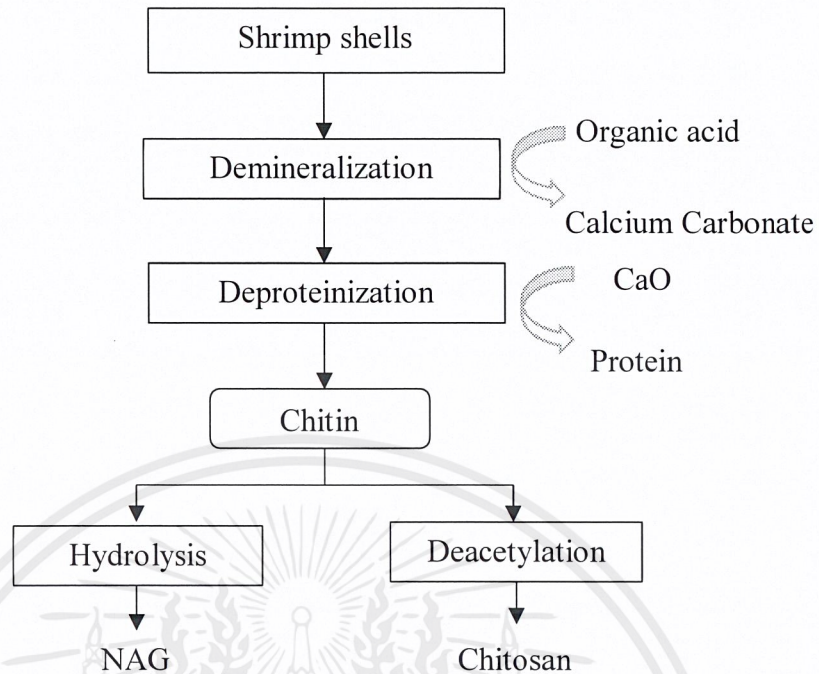 Shrimp shells
Demineralization
Organic acid
Calcium Carbonate
Deproteinization
CaO
Protein
Chitin
Hydrolysis
Deacetylation
NAG
Chitosan